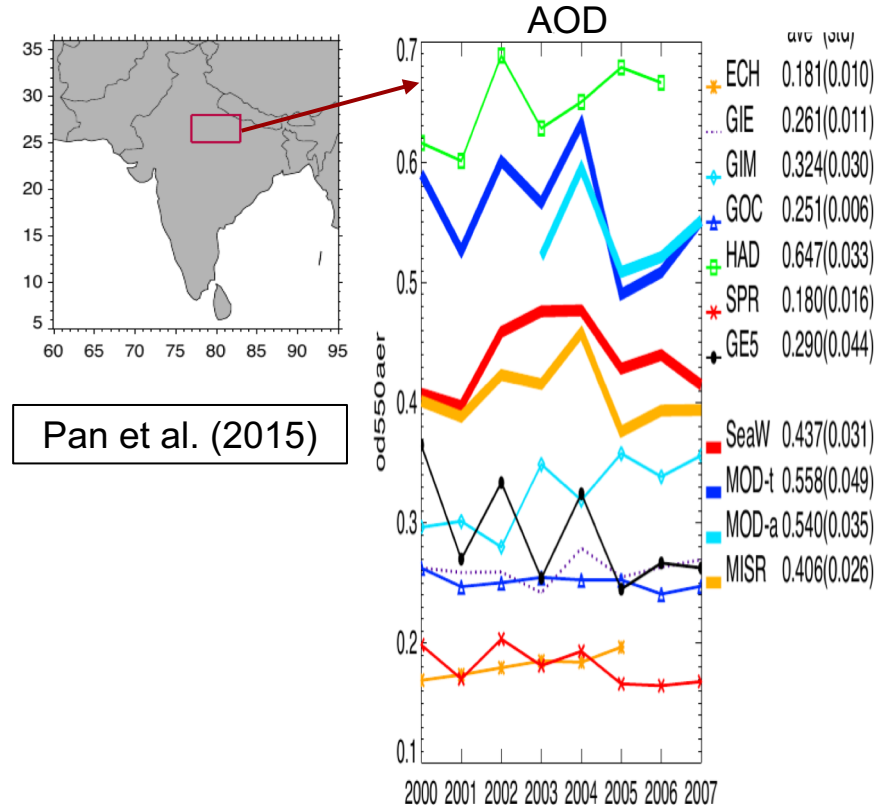 AOD
ave (std)
35
30
25
20
15
10
5
60 65 70 75 80 85 90 95
Pan et al. (2015)
od550aer
0.7
0.6
0.5
0.4
0.3
0.2
0.1
2000 2001 2002 2003 2004 2005 2006 2007
ECH 0.181(0.010)
GIE 0.261(0.011)
GIM 0.324(0.030)
GOC 0.251(0.006)
HAD 0.647(0.033)
SPR 0.180(0.016)
GE5 0.290(0.044)
SeaW 0.437(0.031)
MOD-t 0.558(0.049)
MOD-a 0.540(0.035)
MISR 0.406(0.026)